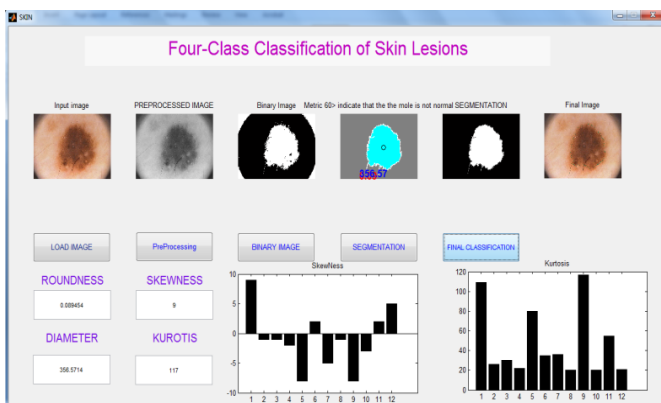 SKIN
Four-Class Classification of Skin Lesions
Input image
PREPROCESSED IMAGE
Binary Image
Metric 60> indicate that the the mole is not normal
SEGMENTATION
Final Image
356.57
LOAD IMAGE
PreProcessing
BINARY IMAGE
SEGMENTATION
FINAL CLASSIFICATION
ROUNDNESS
SKEWNESS
0.089454
9
DIAMETER
KUROTIS
356.5714
117
SkewNess
10
5
0
-5
-10
1 2 3 4 5 6 7 8 9 10 11 12
Kurtosis
120
100
80
60
40
20
0
1 2 3 4 5 6 7 8 9 10 11 12